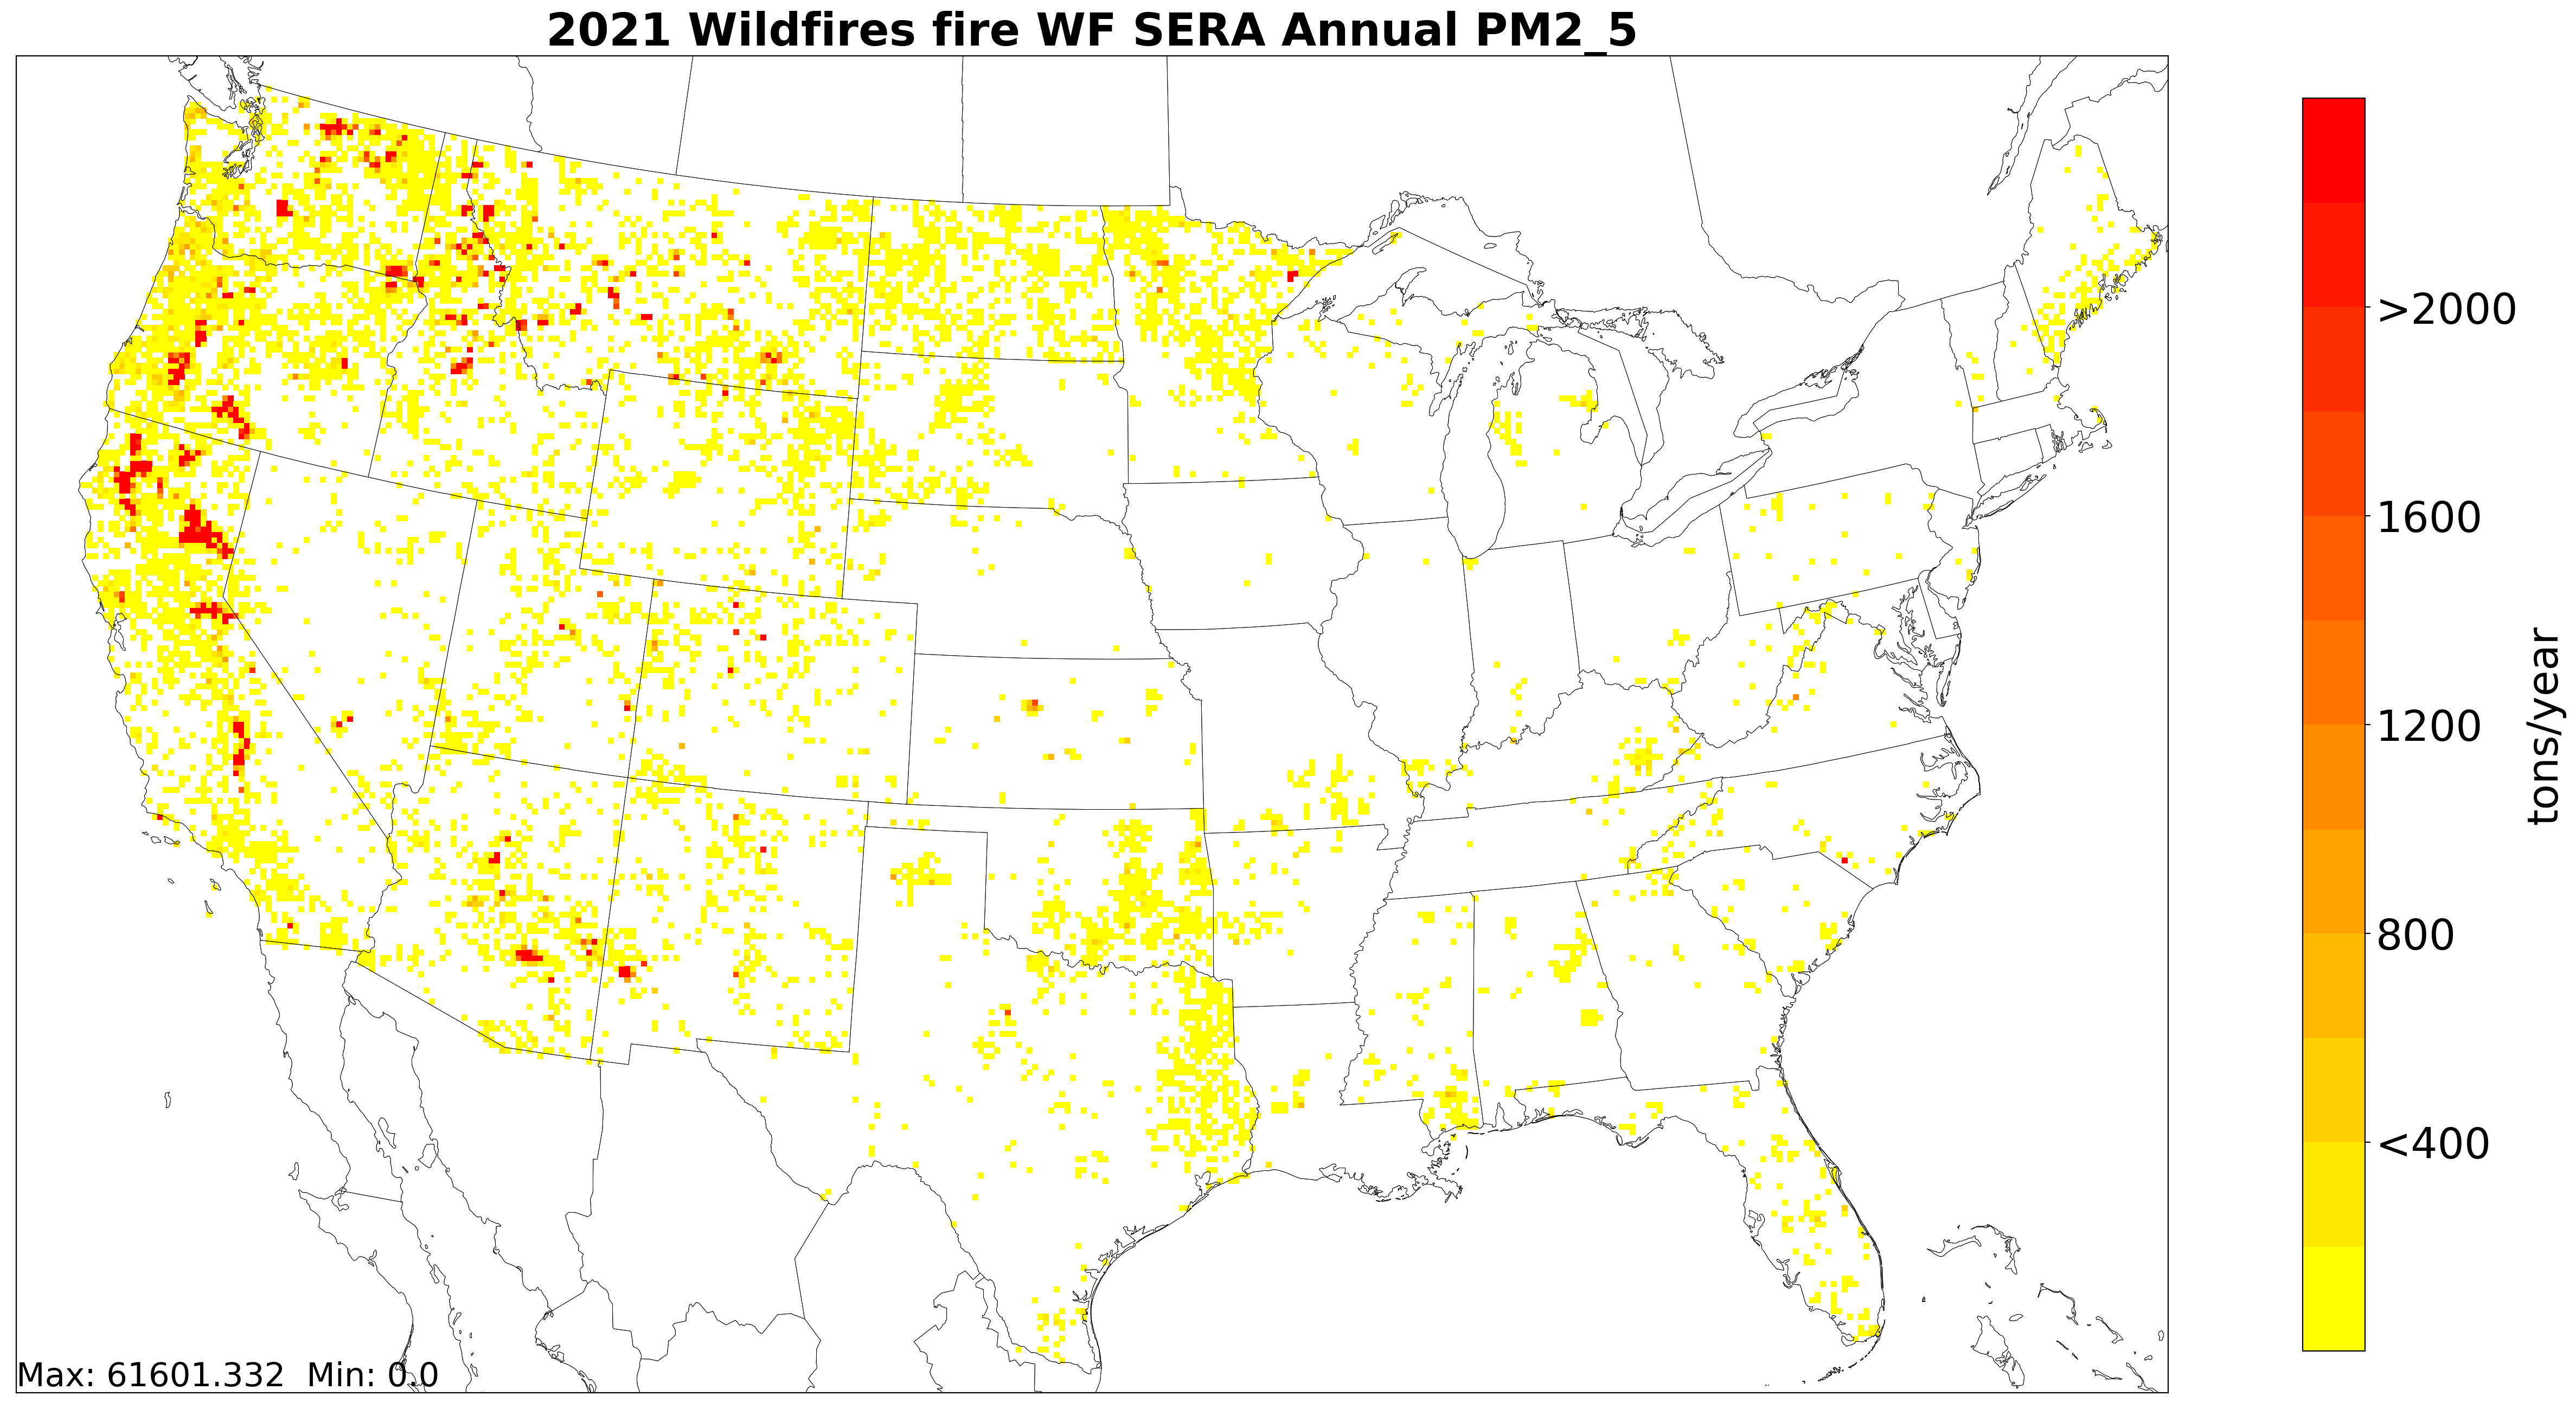 2021 Wildfires fire WF SERA Annual PM2_5
>2000
1600
1200
800
<400
tons/year
Max: 61601.332  Min: 0.0